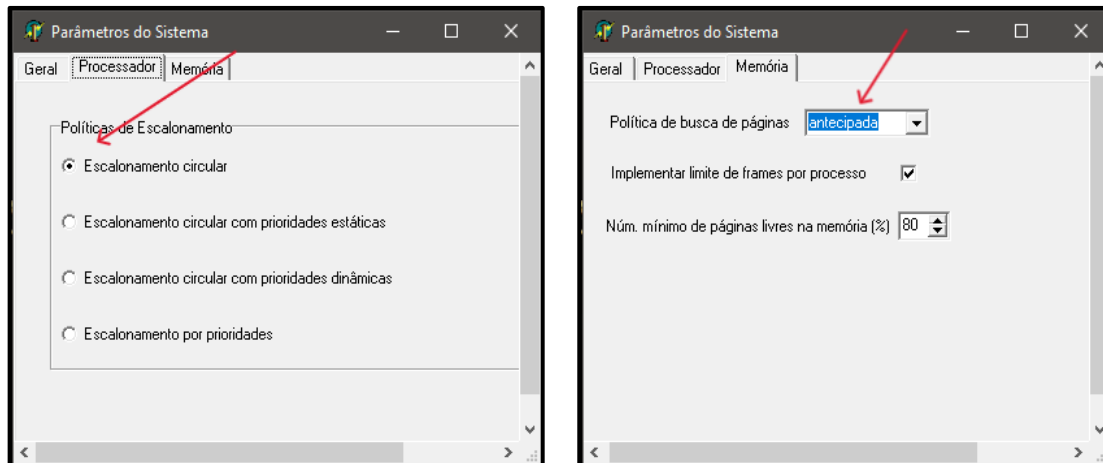 Parâmetros do Sistema
Geral Processador Memória
Políticas de Escalonamento
Escalonamento circular
Escalonamento circular com prioridades estáticas
Escalonamento circular com prioridades dinâmicas
Escalonamento por prioridades
Parâmetros do Sistema
Geral Processador Memória
Política de busca de páginas antecipada
Implementar limite de frames por processo
Núm. mínimo de páginas livres na memória (%) 80